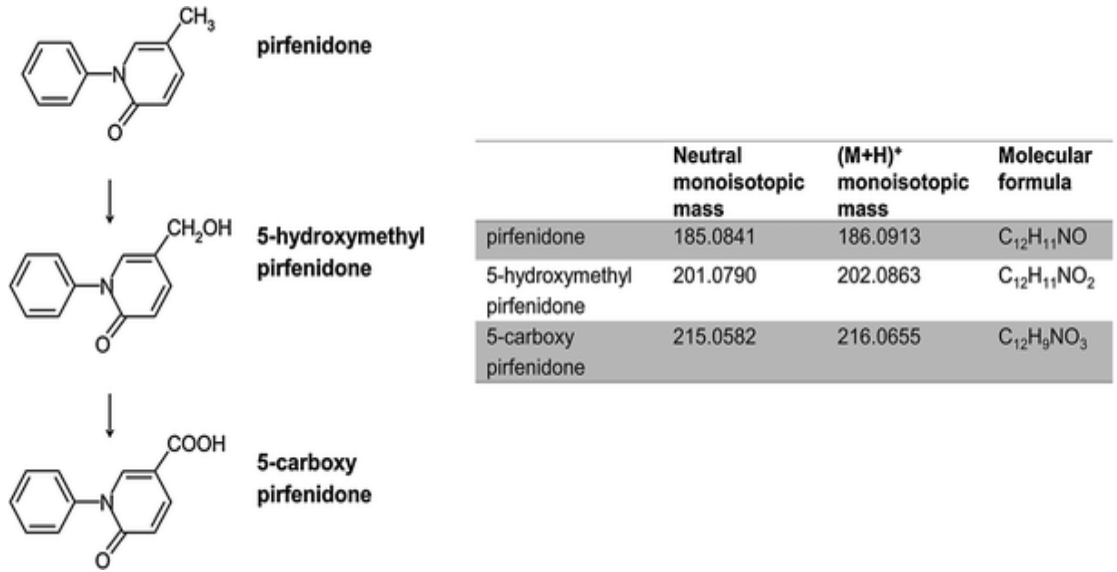 CH₃
N
O
pirfenidone
CH₂OH
N
O
5-hydroxymethyl
pirfenidone
COOH
N
O
5-carboxy
pirfenidone
Neutral monoisotopic mass (M+H)⁺ monoisotopic mass Molecular formula
pirfenidone 185.0841 186.0913 C₁₂H₁₁NO
5-hydroxymethyl pirfenidone 201.0790 202.0863 C₁₂H₁₁NO₂
5-carboxy pirfenidone 215.0582 216.0655 C₁₂H₉NO₃